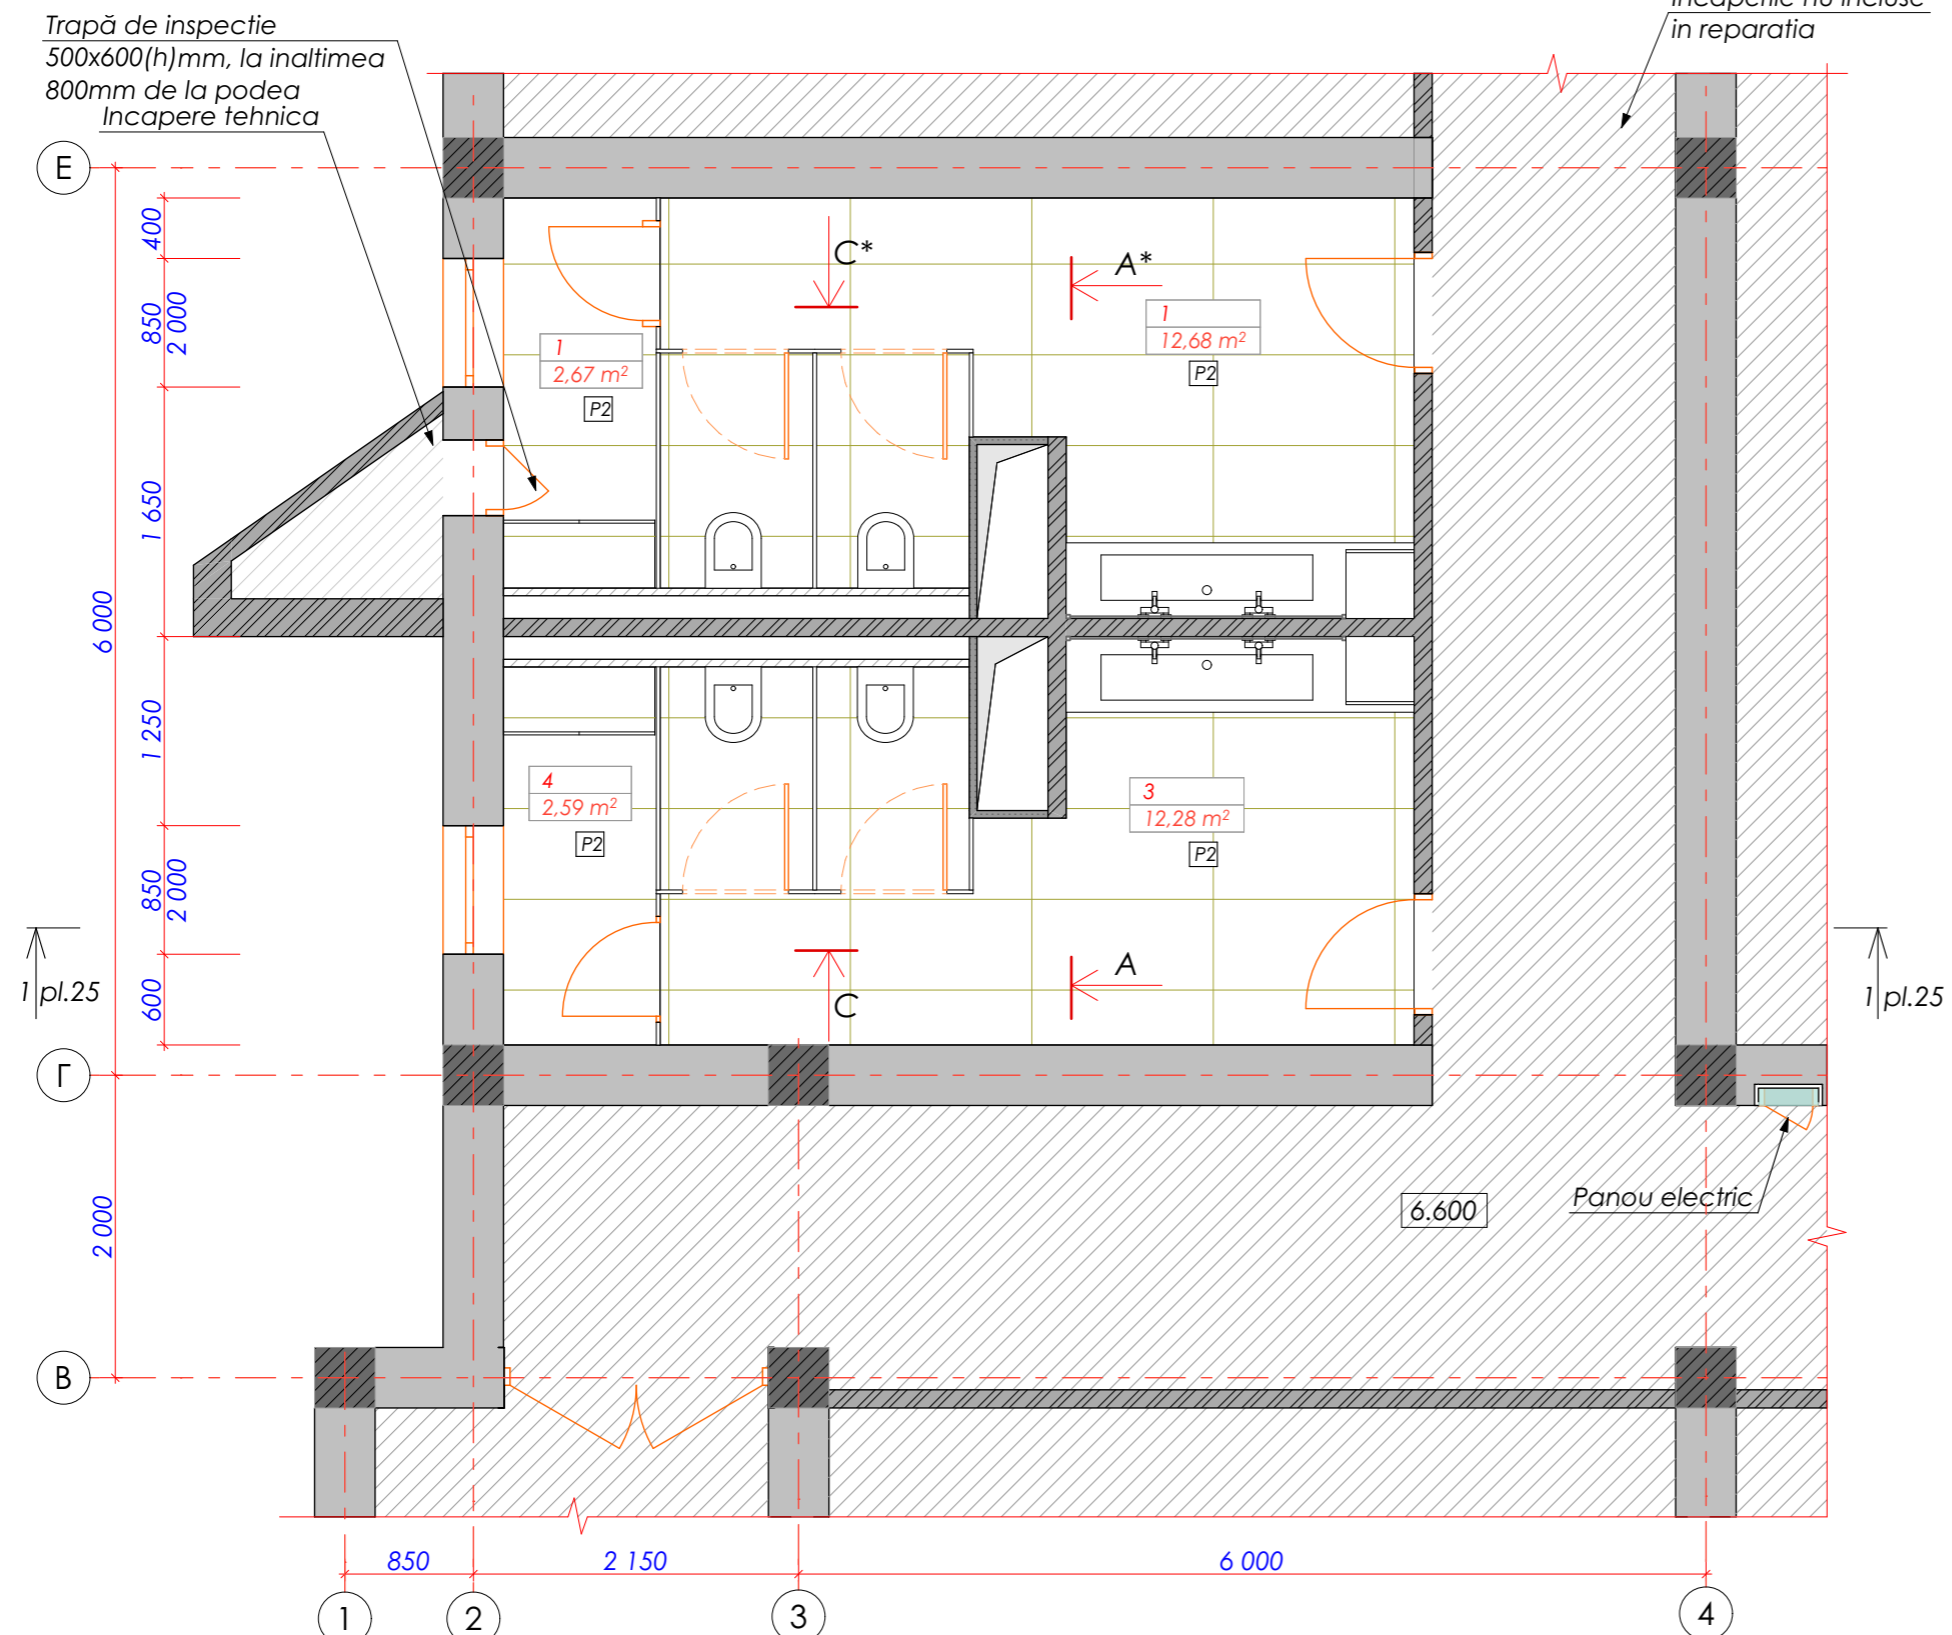 Trapă de inspectie
500x600(h)mm, la inaltimea
800mm de la podea
Incapere tehnica
in reparatia
E
400
850
2 000
1 650
6 000
1 250
850
2 000
600
C*
A*
1
2,67 m²
P2
1
12,68 m²
P2
4
2,59 m²
P2
3
12,28 m²
P2
C
A
1 pl.25
1 pl.25
Г
2 000
6.600
Panou electric
B
850
2 150
6 000
1
2
3
4